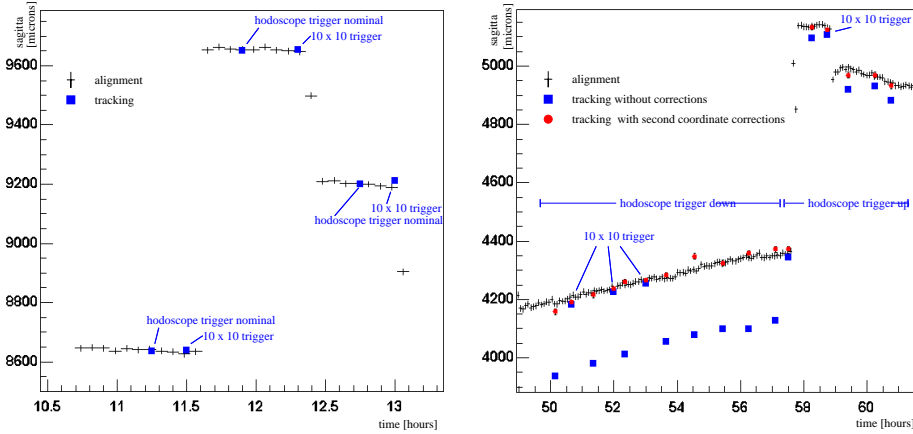 sagitta
[microns]
hodoscope trigger nominal
10 x 10 trigger
9600
alignment
tracking
9400
9200
10 x 10 trigger
hodoscope trigger nominal
9000
8800
hodoscope trigger nominal
10 x 10 trigger
8600
10.5 11 11.5 12 12.5 13
time [hours]
sagitta
[microns]
10 x 10 trigger
5000
alignment
tracking without corrections
tracking with second coordinate corrections
4800
4600
hodoscope trigger down
hodoscope trigger up
10 x 10 trigger
4400
4200
4000
50 52 54 56 58 60
time [hours]